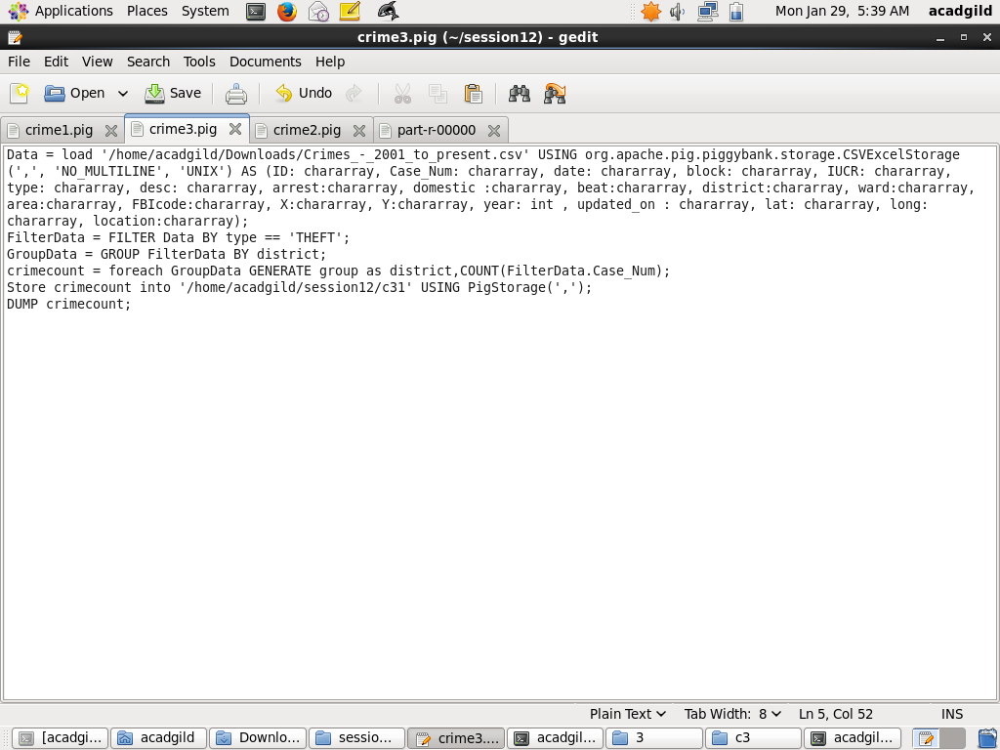 Applications Places System Mon Jan 29, 5:39 AM acadgild
crime3.pig (~/session12) - gedit
File Edit View Search Tools Documents Help
Open Save Undo
crime1.pig crime3.pig crime2.pig part-r-00000
Data = load '/home/acadgild/Downloads/Crimes_-_2001_to_present.csv' USING org.apache.pig.piggybank.storage.CSVExcelStorage
(',', 'NO_MULTILINE', 'UNIX') AS (ID: chararray, Case_Num: chararray, date: chararray, block: chararray, IUCR: chararray,
type: chararray, desc: chararray, arrest:chararray, domestic :chararray, beat:chararray, district:chararray, ward:chararray,
area:chararray, FBIcode:chararray, X:chararray, Y:chararray, year: int , updated_on : chararray, lat: chararray, long:
chararray, location:chararray);
FilterData = FILTER Data BY type == 'THEFT';
GroupData = GROUP FilterData BY district;
crimecount = foreach GroupData GENERATE group as district,COUNT(FilterData.Case_Num);
Store crimecount into '/home/acadgild/session12/c31' USING PigStorage(',');
DUMP crimecount;
Plain Text Tab Width: 8 Ln 5, Col 52 INS
[acadgi... acadgild Downlo... sessio... crime3.... acadgil... 3 c3 acadgil...